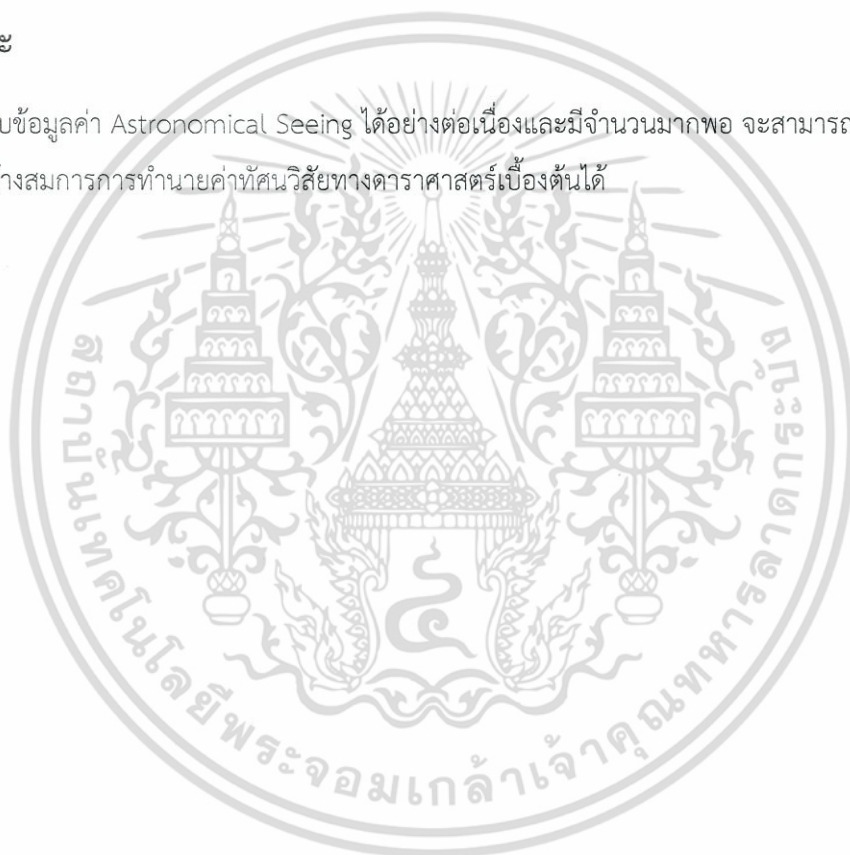 ะ
บข้อมูลค่า Astronomical Seeing ได้อย่างต่อเนื่องและมีจำนวนมากพอ จะสามารถ
างสมการการทำนายค่าทัศนวิสัยทางดาราศาสตร์เบื้องต้นได้
สถาบันเทคโนโลยีพระจอมเกล้าเจ้าคุณทหารลาดกระบัง
๔